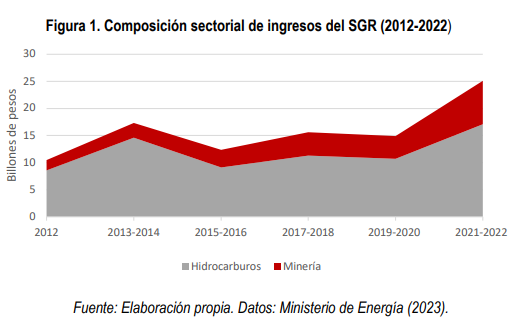 Figura 1. Composición sectorial de ingresos del SGR (2012-2022)
Billones de pesos
30
25
20
15
10
5
0
2012 2013-2014 2015-2016 2017-2018 2019-2020 2021-2022
Hidrocarburos Minería
Fuente: Elaboración propia. Datos: Ministerio de Energía (2023).